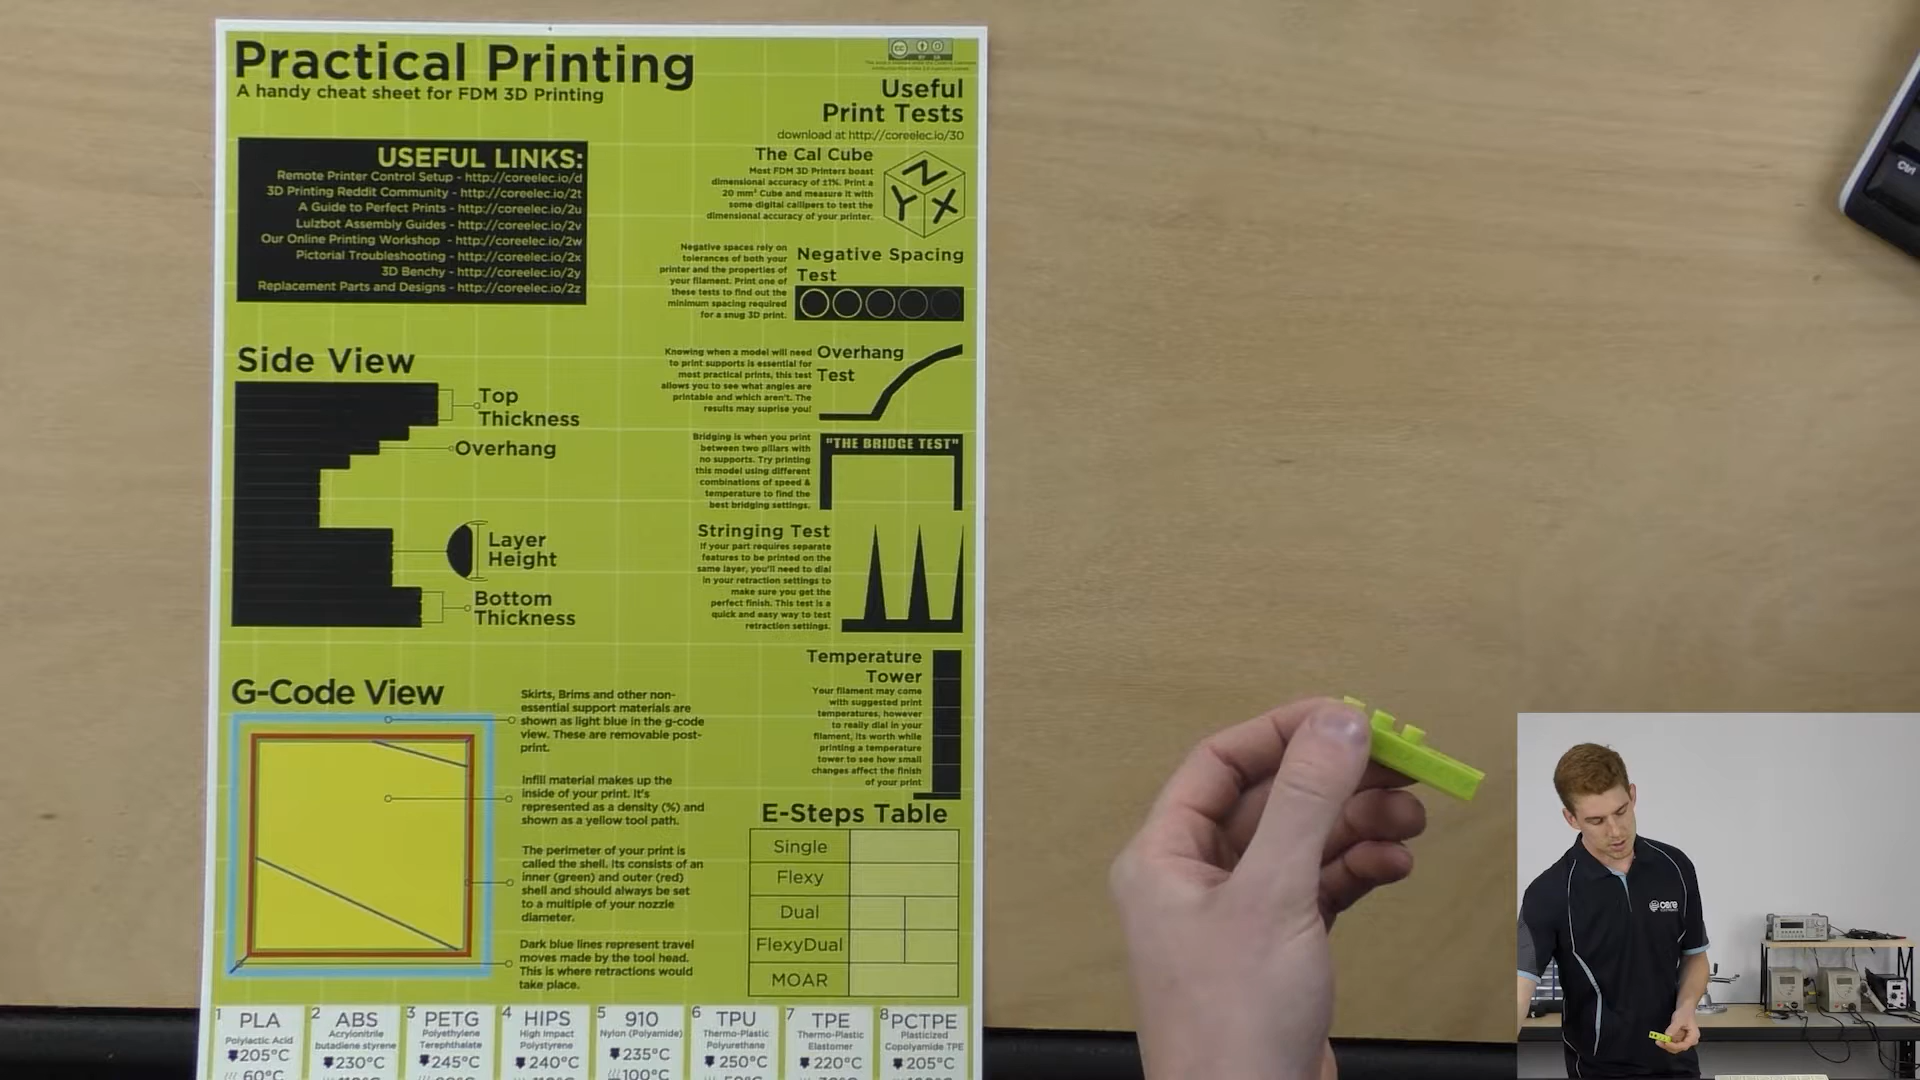 Practical Printing
A handy cheat sheet for FDM 3D Printing
USEFUL LINKS:
Remote Printer Control Setup - http://coreelec.io/d
3D Printing Reddit Community - http://coreelec.io/2t
A Guide to Perfect Prints - http://coreelec.io/2u
Lulzbot Assembly Guides - http://coreelec.io/2v
Our Online Printing Workshop - http://coreelec.io/2w
Pictorial Troubleshooting - http://coreelec.io/2x
3D Benchy - http://coreelec.io/2y
Replacement Parts and Designs - http://coreelec.io/2z
Side View
Top
Thickness
Overhang
Layer
Height
Bottom
Thickness
G-Code View
Skirts, Brims and other non-
essential support materials are
shown as light blue in the g-code
view. These are removable post-
print.
Infill material makes up the
inside of your print. It's
represented as a density (%) and
shown as a yellow tool path.
The perimeter of your print is
called the shell. Its consists of an
inner (green) and outer (red)
shell and should always be set
to a multiple of your nozzle
diameter.
Dark blue lines represent travel
moves made by the tool head.
This is where retractions would
take place.
cc
BY SA
Useful
Print Tests
download at http://coreelec.io/30
The Cal Cube
Most FDM 3D Printers boast
dimensional accuracy of ±1%. Print a
20 mm³ Cube and measure it with
some digital callipers to test the
dimensional accuracy of your printer.
Z
Y X
Negative Spacing
Test
Negative spaces rely on
tolerances of both your
printer and the properties of
your filament. Print one of
these tests to find out the
minimum spacing required
for a snug 3D print.
Overhang
Test
Knowing when a model will need
to print supports is essential for
most practical prints, this test
allows you to see what angles are
printable and which aren't. The
results may suprise you!
"THE BRIDGE TEST"
Bridging is when you print
between two pillars with
no supports. Try printing
this model using different
combinations of speed &
temperature to find the
best bridging settings.
Stringing Test
If your part requires separate
features to be printed on the
same layer, you'll need to dial
in your retraction settings to
make sure you get the
perfect finish. This test is a
quick and easy way to test
retraction settings.
Temperature
Tower
Your filament may come
with suggested print
temperatures, however
to really dial in your
filament, its worth while
printing a temperature
tower to see how small
changes affect the finish
of your print
E-Steps Table
Single
Flexy
Dual
FlexyDual
MOAR
1 PLA
Polylactic Acid
205°C
60°C
2 ABS
Acrylonitrile
butadiene styrene
230°C
3 PETG
Polyethylene
Terephthalate
245°C
4 HIPS
High Impact
Polystyrene
240°C
5 910
Nylon (Polyamide)
235°C
100°C
6 TPU
Thermo-Plastic
Polyurethane
250°C
7 TPE
Thermo-Plastic
Elastomer
220°C
8 PCTPE
Plasticized
Copolyamide TPE
205°C
Ctrl
core